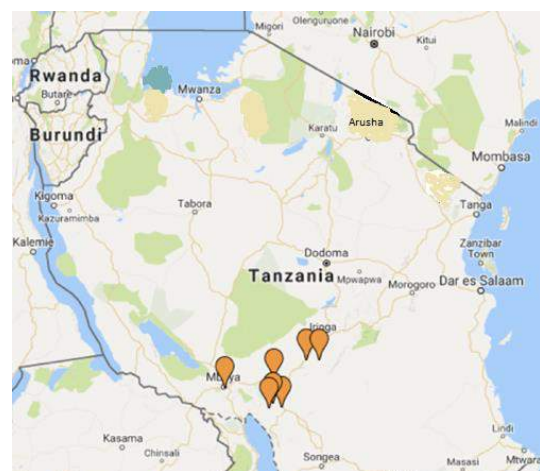 Migori
Olenguruone
Nairobi
Kitui
oma
Rwanda
Butare
Burundi
Mwanza
Karatu
Arusha
Malindi
Mombasa
Kigoma
Kazuramimba
Tabora
Tanga
Kalemie
Dodoma
Zanzibar
Town
Tanzania
Mpwapwa
Morogoro
Dar es Salaam
Iringa
Kasama
Chinsali
Songea
Lindi
Masasi
Mtwara